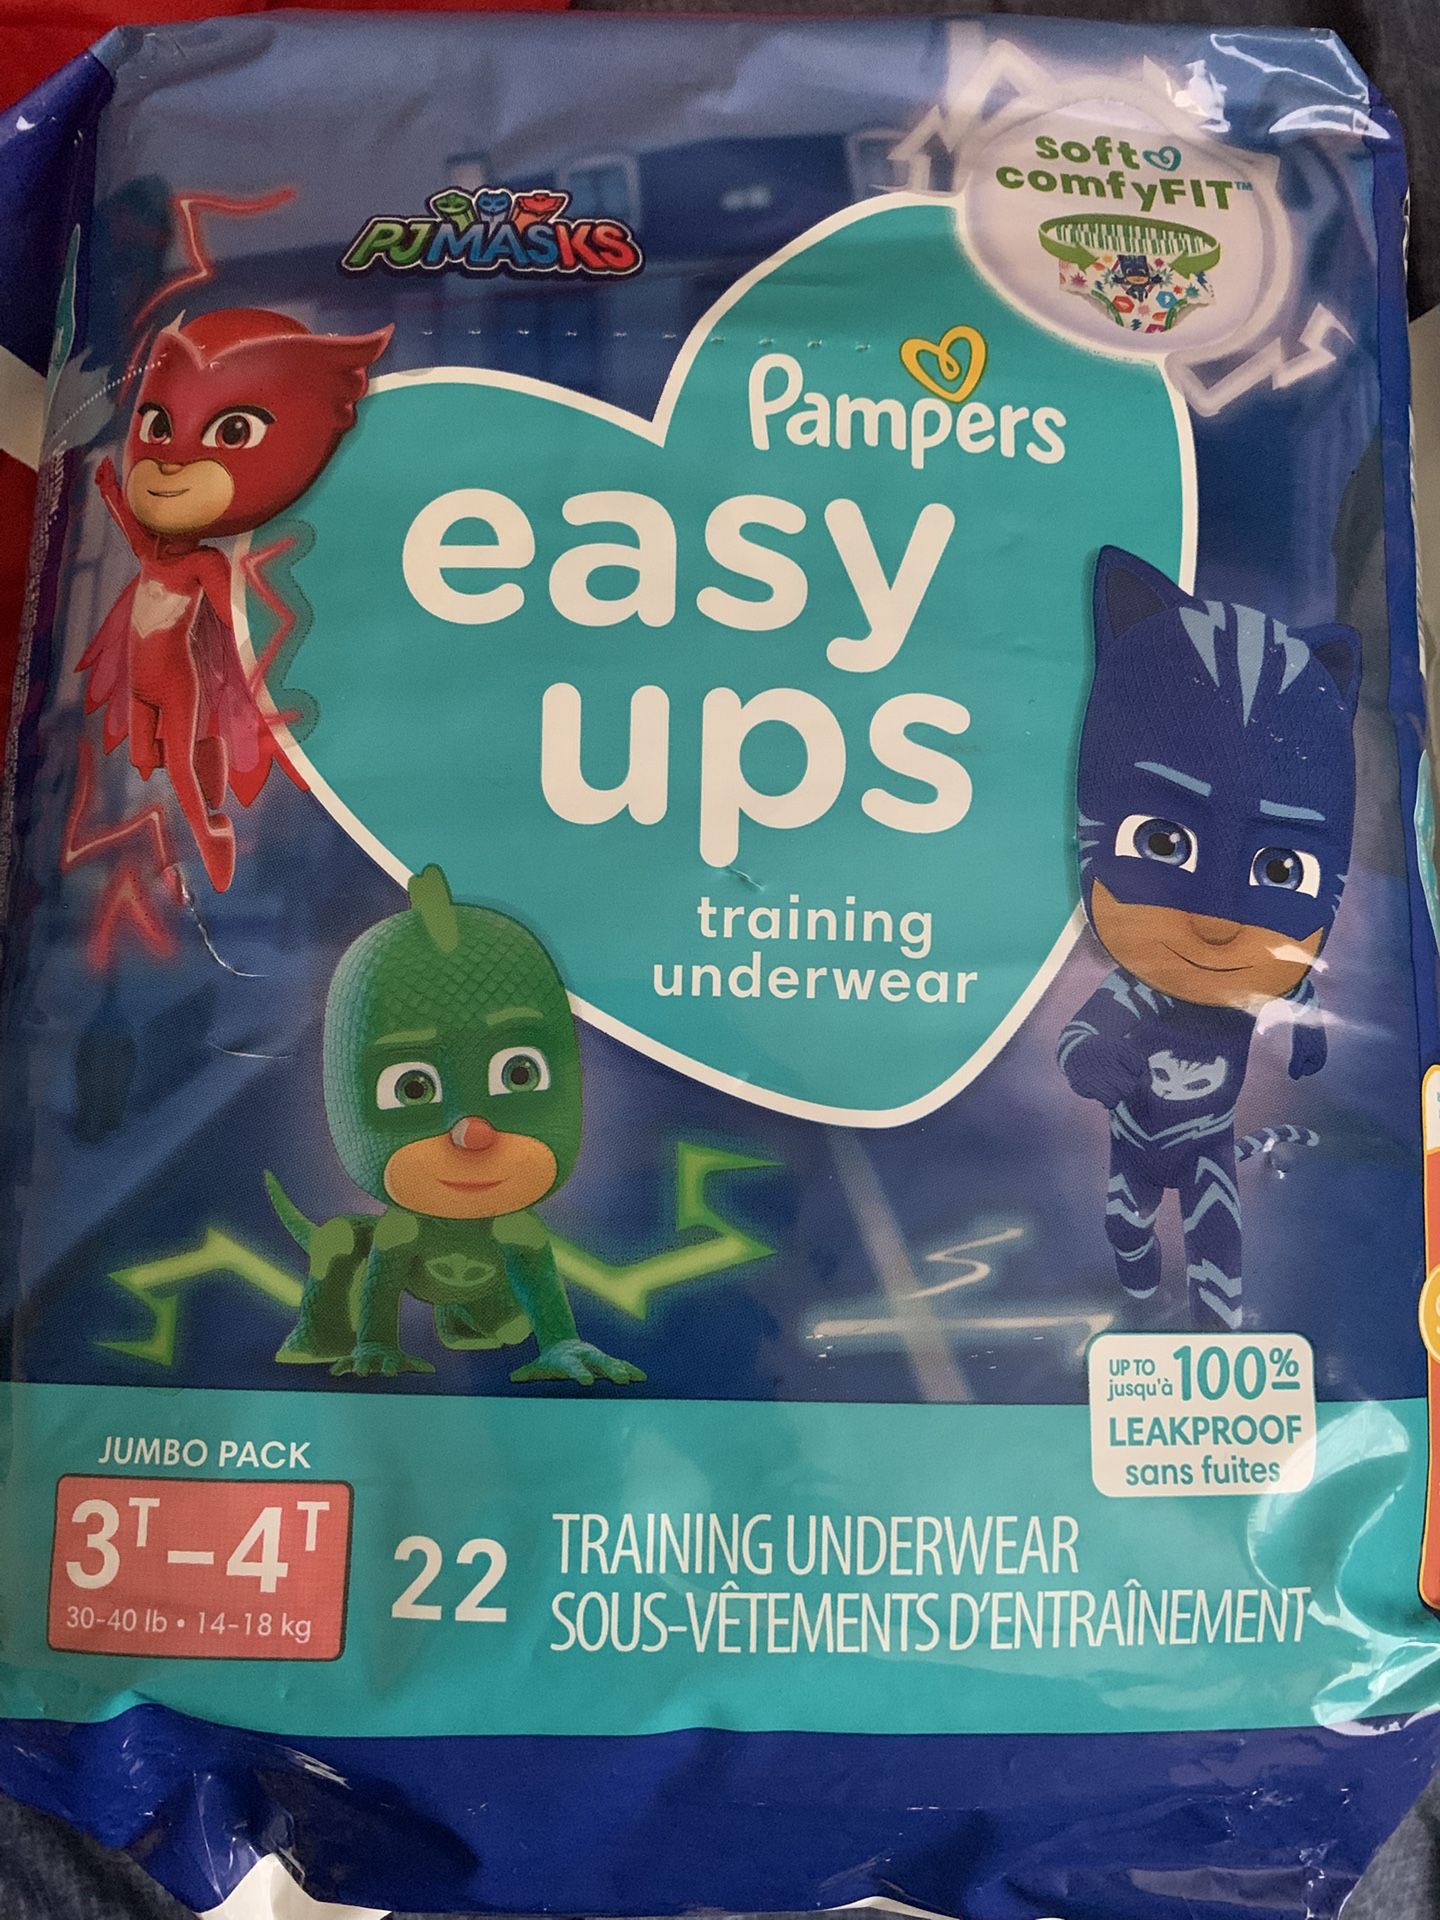 soft
comfyFIT™
PJMASKS
Pampers
easy
ups
training
underwear
UP TO
jusqu'à
100%
LEAKPROOF
sans fuites
JUMBO PACK
3T-4T
30-40 lb • 14-18 kg
22
TRAINING UNDERWEAR
SOUS-VÊTEMENTS D'ENTRAÎNEMENT